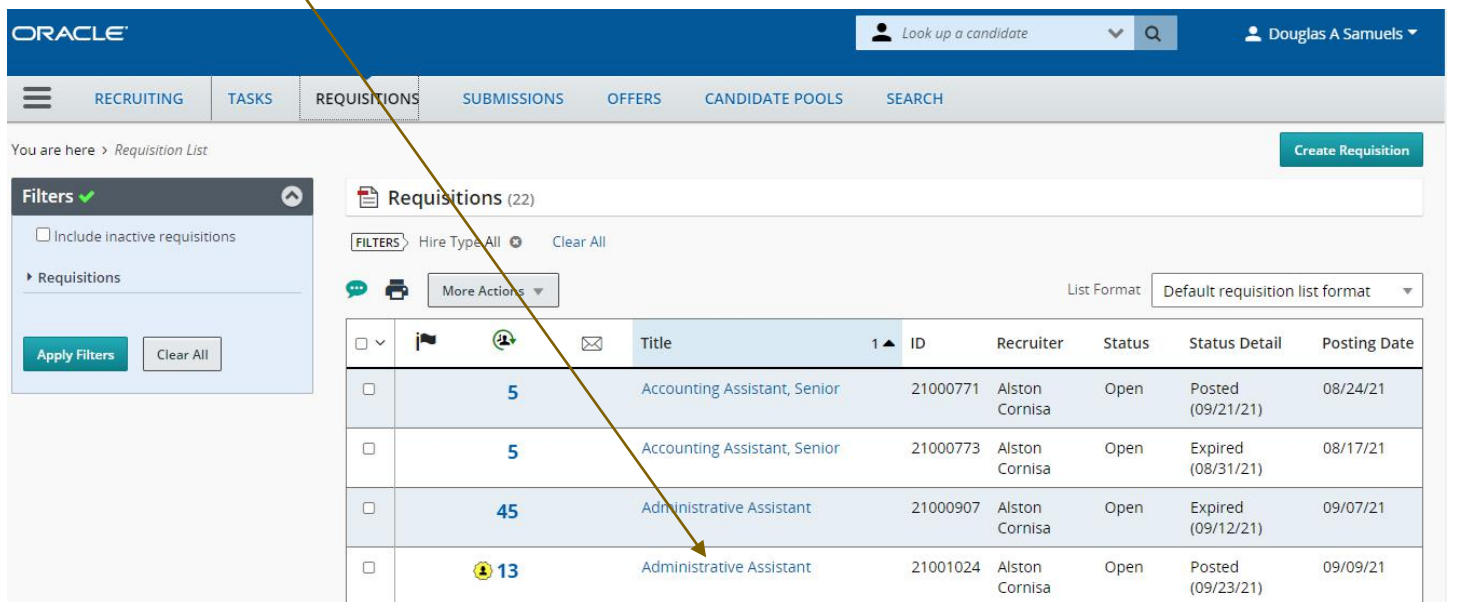 ORACLE
Look up a candidate
Douglas A Samuels
RECRUITING TASKS REQUISITIONS SUBMISSIONS OFFERS CANDIDATE POOLS SEARCH
You are here > Requisition List
Create Requisition
Filters
Include inactive requisitions
Requisitions
Apply Filters Clear All
Requisitions (22)
FILTERS Hire Type All Clear All
More Actions
List Format Default requisition list format
Title 1 ID Recruiter Status Status Detail Posting Date
5 Accounting Assistant, Senior 21000771 Alston Open Posted 08/24/21
Cornisa (09/21/21)
5 Accounting Assistant, Senior 21000773 Alston Open Expired 08/17/21
Cornisa (08/31/21)
45 Administrative Assistant 21000907 Alston Open Expired 09/07/21
Cornisa (09/12/21)
13 Administrative Assistant 21001024 Alston Open Posted 09/09/21
Cornisa (09/23/21)